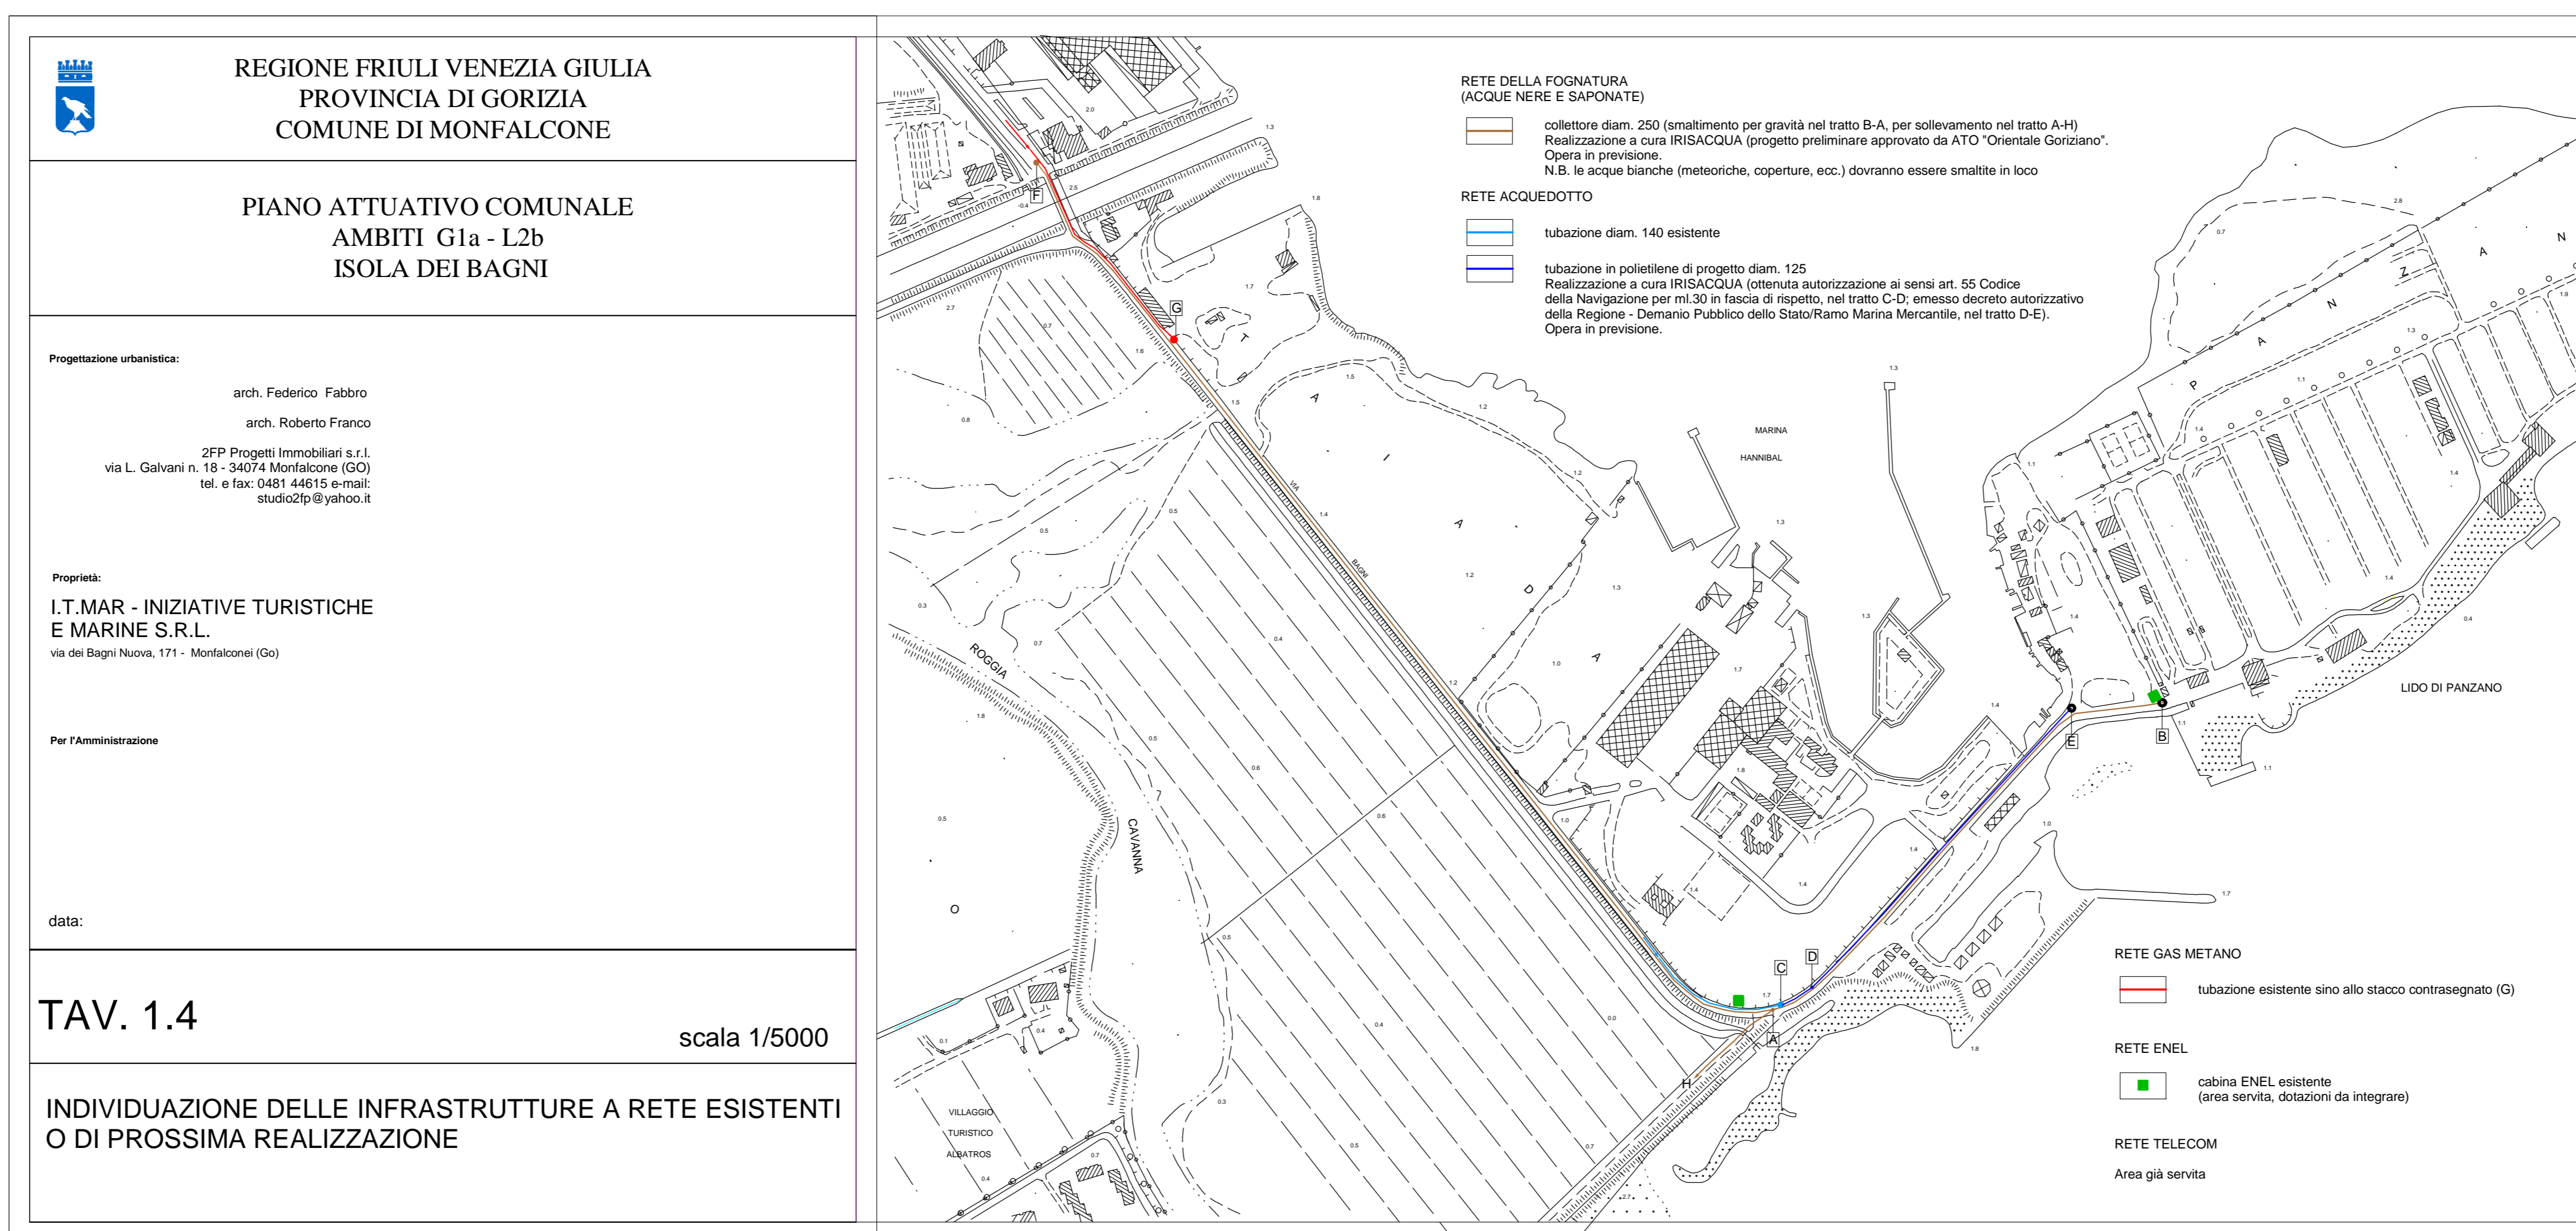 REGIONE FRIULI VENEZIA GIULIA
PROVINCIA DI GORIZIA
COMUNE DI MONFALCONE
PIANO ATTUATIVO COMUNALE
AMBITI G1a - L2b
ISOLA DEI BAGNI
Progettazione urbanistica:
arch. Federico Fabbro
arch. Roberto Franco
2FP Progetti Immobiliari s.r.l.
via L. Galvani n. 18 - 34074 Monfalcone (GO)
tel. e fax: 0481 44615 e-mail:
studio2fp@yahoo.it
Proprietà:
I.T.MAR - INIZIATIVE TURISTICHE
E MARINE S.R.L.
via dei Bagni Nuova, 171 - Monfalconei (Go)
Per l'Amministrazione
data:
TAV. 1.4
scala 1/5000
INDIVIDUAZIONE DELLE INFRASTRUTTURE A RETE ESISTENTI
O DI PROSSIMA REALIZZAZIONE
RETE DELLA FOGNATURA
(ACQUE NERE E SAPONATE)
collettore diam. 250 (smaltimento per gravità nel tratto B-A, per sollevamento nel tratto A-H)
Realizzazione a cura IRISACQUA (progetto preliminare approvato da ATO "Orientale Goriziano".
Opera in previsione.
N.B. le acque bianche (meteoriche, coperture, ecc.) dovranno essere smaltite in loco
RETE ACQUEDOTTO
tubazione diam. 140 esistente
tubazione in polietilene di progetto diam. 125
Realizzazione a cura IRISACQUA (ottenuta autorizzazione ai sensi art. 55 Codice
della Navigazione per ml.30 in fascia di rispetto, nel tratto C-D; emesso decreto autorizzativo
della Regione - Demanio Pubblico dello Stato/Ramo Marina Mercantile, nel tratto D-E).
Opera in previsione.
F
G
T A I A D A
VIA
BAGNI
MARINA
HANNIBAL
P A N Z A N
LIDO DI PANZANO
E
B
C
D
A
H
ROGGIA
CAVANNA
O
VILLAGGIO
TURISTICO
ALBATROS
RETE GAS METANO
tubazione esistente sino allo stacco contrasegnato (G)
RETE ENEL
cabina ENEL esistente
(area servita, dotazioni da integrare)
RETE TELECOM
Area già servita